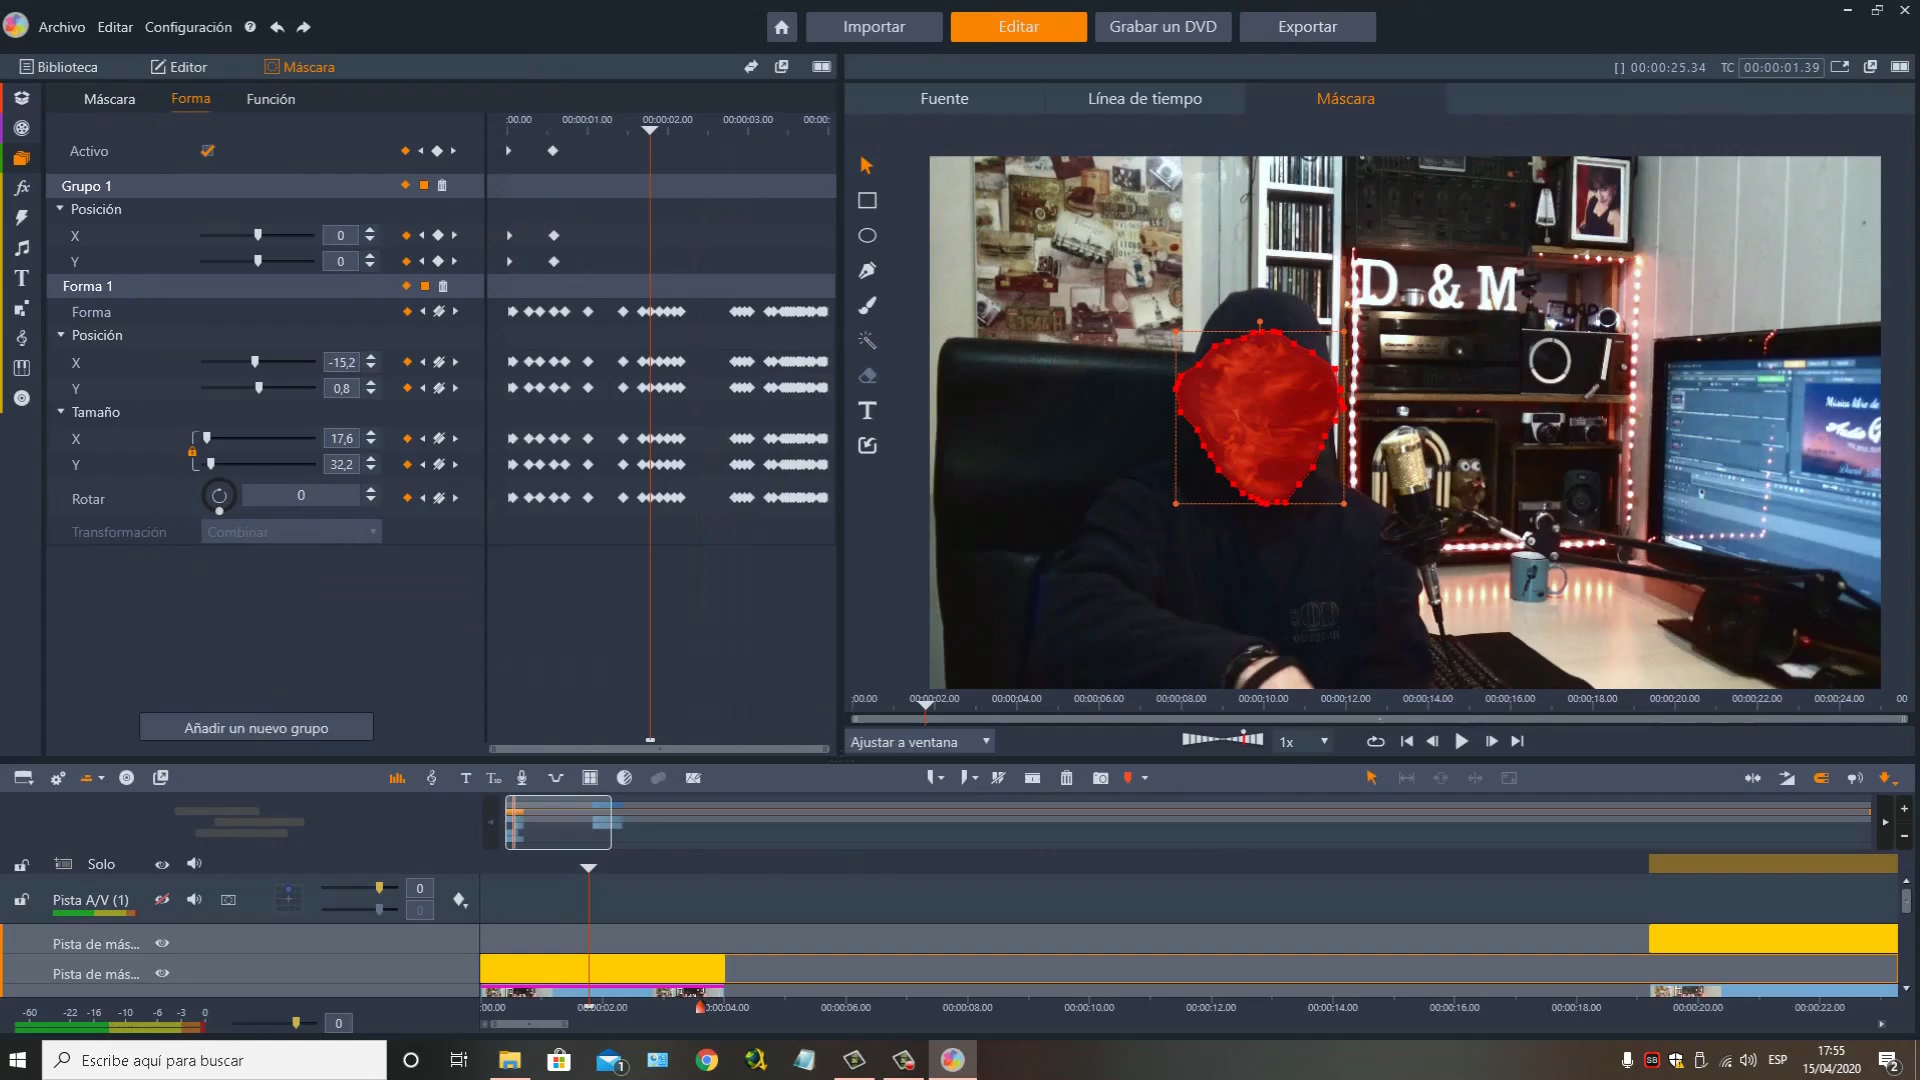 Archivo Editar Configuración
Importar Editar Grabar un DVD Exportar
Biblioteca Editor Máscara
[ ] 00:00:25.34 TC 00:00:01.39
Máscara Forma Función
Fuente Línea de tiempo Máscara
:00.00 00:00:01.00 00:00:02.00 00:00:03.00 00:00:
Activo
Grupo 1
Posición
X 0
Y 0
Forma 1
Forma
Posición
X -15,2
Y 0,8
Tamaño
X 17,6
Y 32,2
Rotar 0
Transformación Combinar
Añadir un nuevo grupo
D & M
:00.00 00:00:02.00 00:00:04.00 00:00:06.00 00:00:08.00 00:00:10.00 00:00:12.00 00:00:14.00 00:00:16.00 00:00:18.00 00:00:20.00 00:00:22.00 00:00:24.00 00
Ajustar a ventana 1x
Solo
Pista A/V (1) 0
0
Pista de más...
Pista de más...
:00.00 00:00:02.00 00:00:04.00 00:00:06.00 00:00:08.00 00:00:10.00 00:00:12.00 00:00:14.00 00:00:16.00 00:00:18.00 00:00:20.00 00:00:22.00
-60 -22 -16 -10 -6 -3 0 0
Escribe aquí para buscar
1
SB ESP 17:55
15/04/2020 2